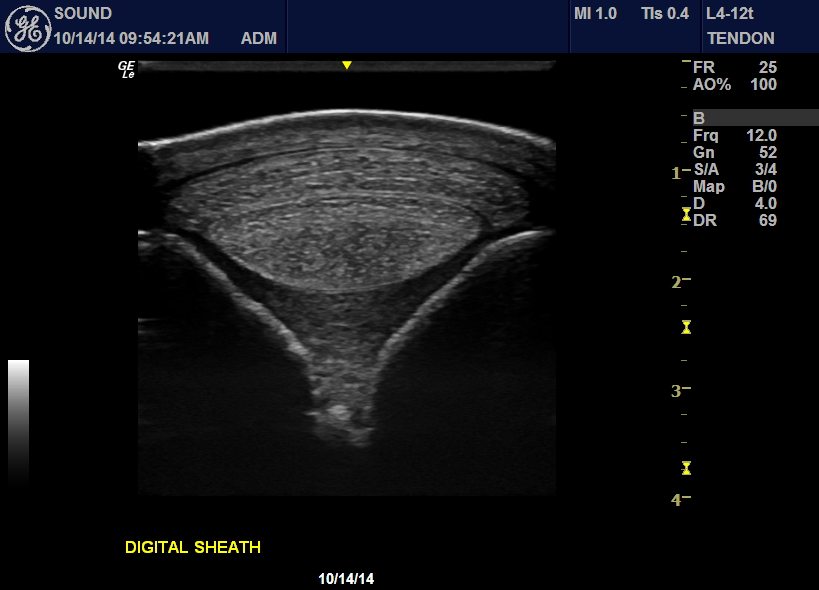 SOUND
10/14/14 09:54:21AM ADM
MI 1.0 TIs 0.4
L4-12t
TENDON
GE
Le
FR 25
AO% 100
B
Frq 12.0
Gn 52
S/A 3/4
Map B/0
D 4.0
DR 69
1
2
3
4
DIGITAL SHEATH
10/14/14